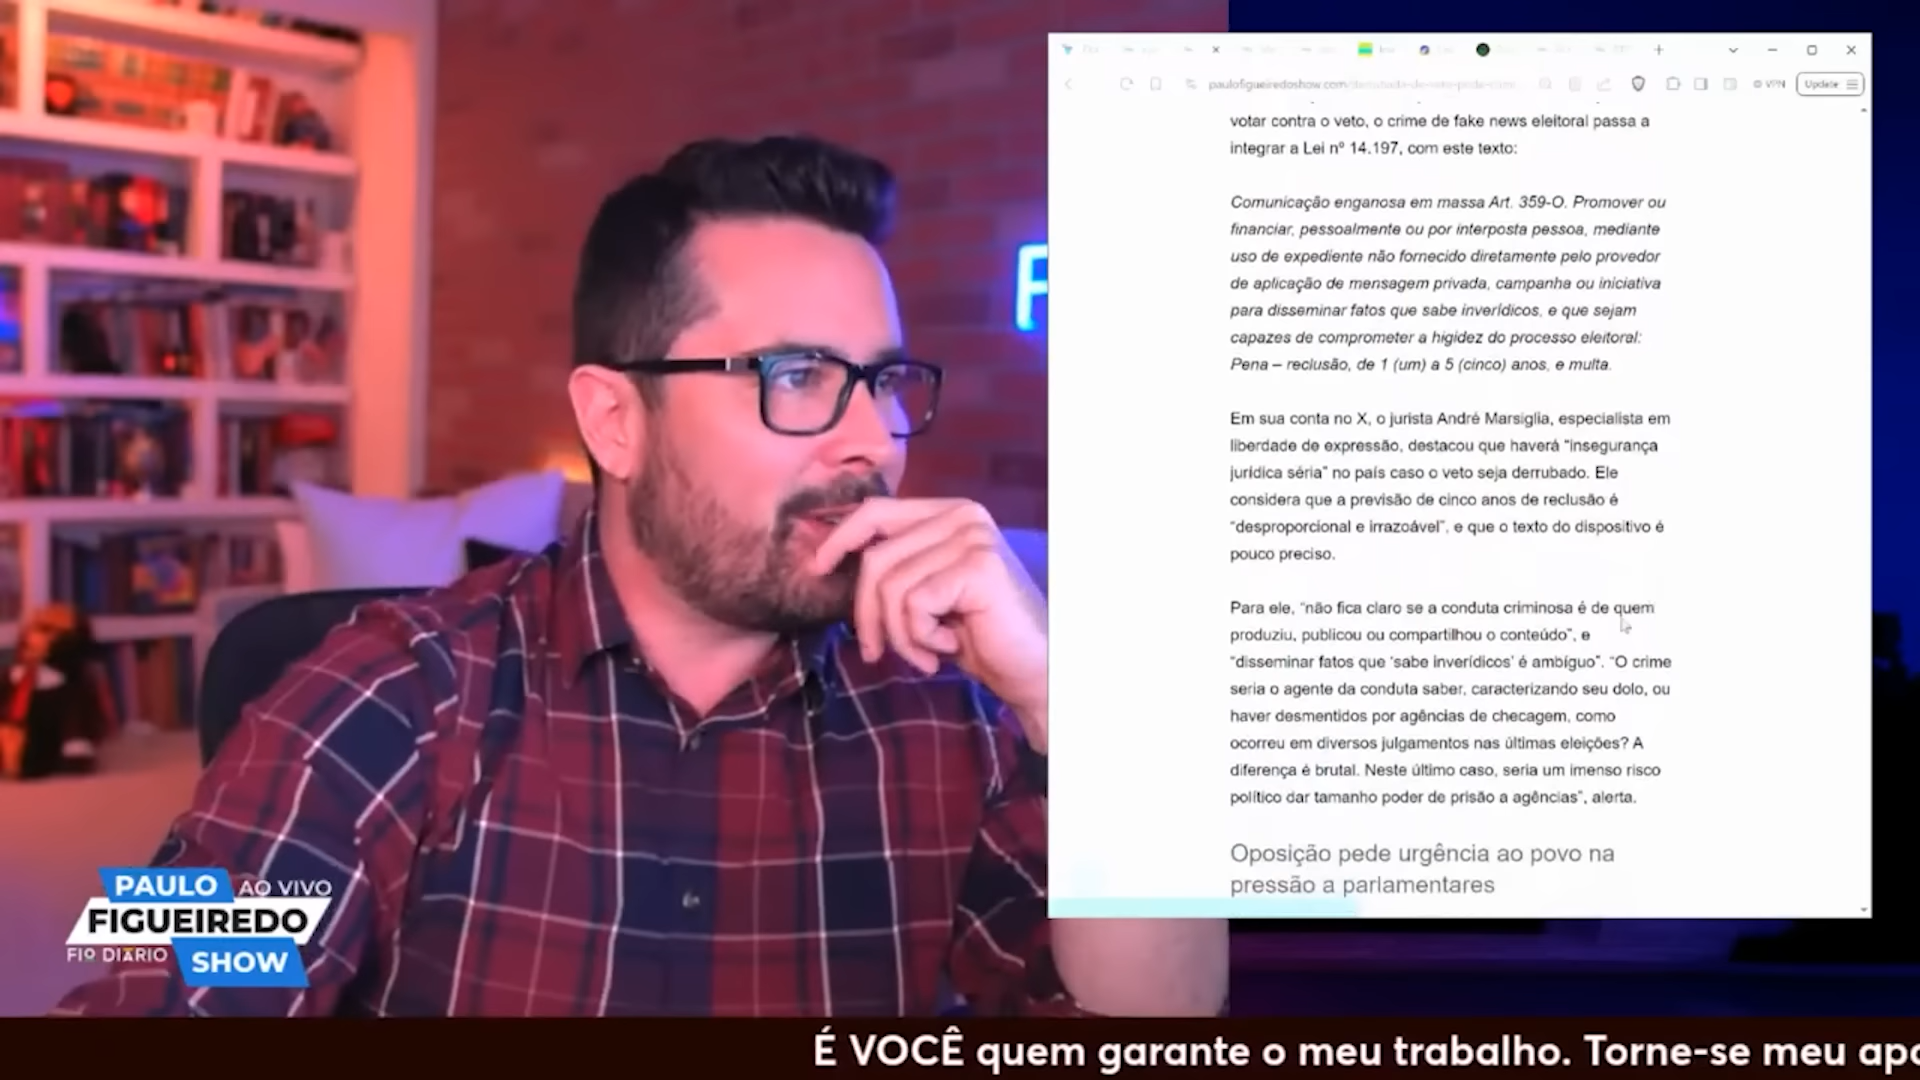 paulofigueiredoshow.com/
VPN
Update
votar contra o veto, o crime de fake news eleitoral passa a
integrar a Lei nº 14.197, com este texto:
Comunicação enganosa em massa Art. 359-O. Promover ou
financiar, pessoalmente ou por interposta pessoa, mediante
uso de expediente não fornecido diretamente pelo provedor
de aplicação de mensagem privada, campanha ou iniciativa
para disseminar fatos que sabe inverídicos, e que sejam
capazes de comprometer a higidez do processo eleitoral:
Pena – reclusão, de 1 (um) a 5 (cinco) anos, e multa.
Em sua conta no X, o jurista André Marsiglia, especialista em
liberdade de expressão, destacou que haverá "insegurança
jurídica séria" no país caso o veto seja derrubado. Ele
considera que a previsão de cinco anos de reclusão é
"desproporcional e irrazoável", e que o texto do dispositivo é
pouco preciso.
Para ele, "não fica claro se a conduta criminosa é de quem
produziu, publicou ou compartilhou o conteúdo", e
"disseminar fatos que 'sabe inverídicos' é ambíguo". "O crime
seria o agente da conduta saber, caracterizando seu dolo, ou
haver desmentidos por agências de checagem, como
ocorreu em diversos julgamentos nas últimas eleições? A
diferença é brutal. Neste último caso, seria um imenso risco
político dar tamanho poder de prisão a agências", alerta.
Oposição pede urgência ao povo na
pressão a parlamentares
PAULO AO VIVO
FIGUEIREDO
FIO DIÁRIO SHOW
É VOCÊ quem garante o meu trabalho. Torne-se meu apo